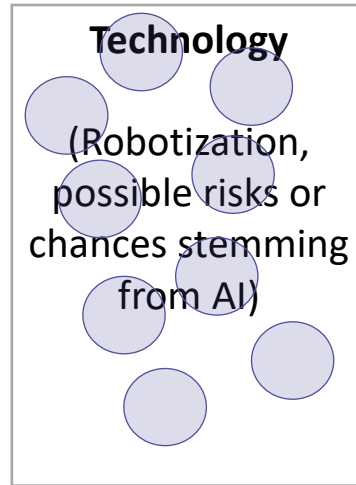 Technology
(Robotization,
possible risks or
chances stemming
from AI)